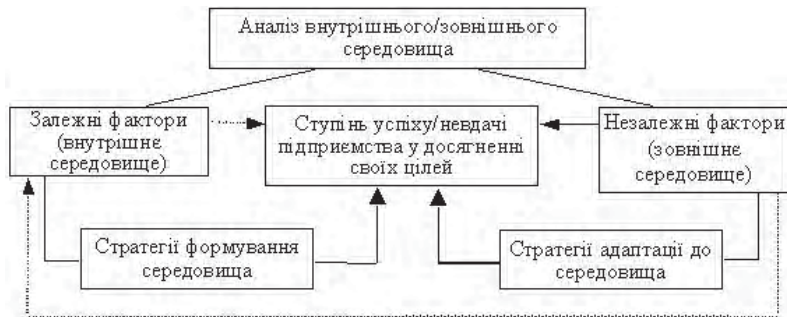 Аналіз внутрішнього/зовнішнього
середовища
Залежні фактори
(внутрішнє
середовище)
Ступінь успіху/невдачі
підприємства у досягненні
своїх цілей
Незалежні фактори
(зовнішнє
середовище)
Стратегії формування
середовища
Стратегії адаптації до
середовища